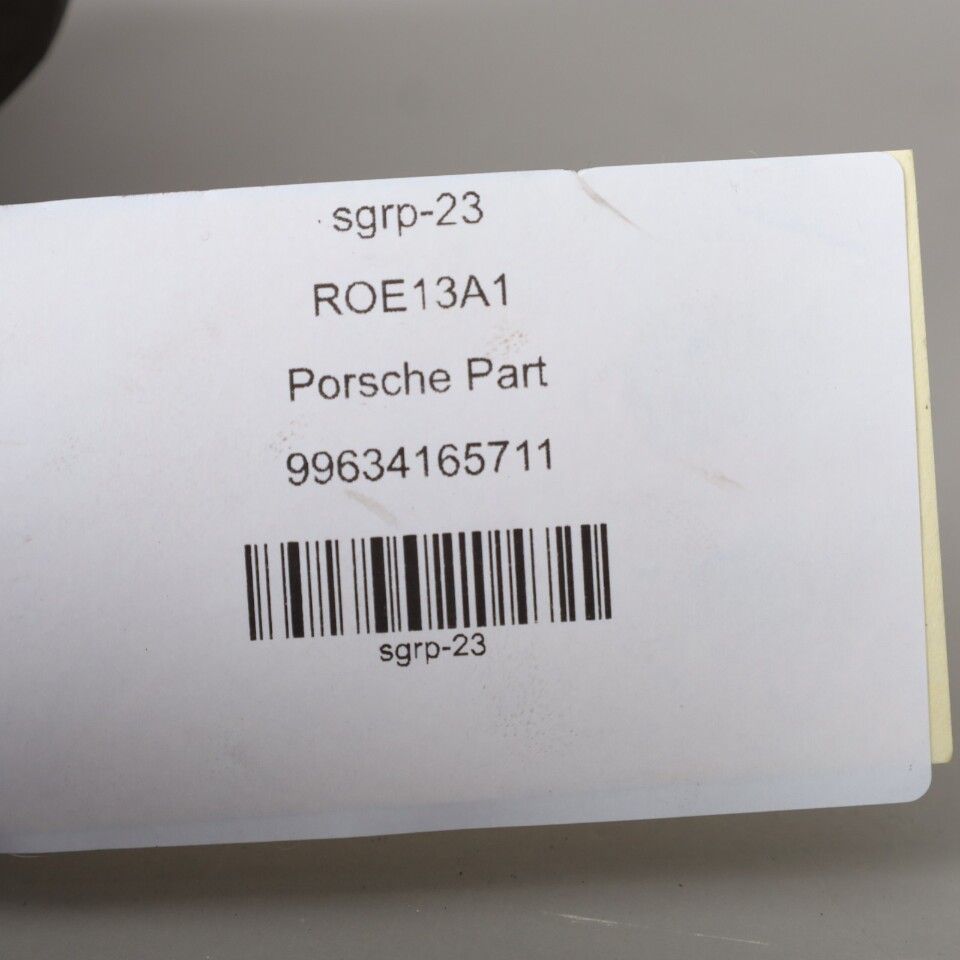 sgrp-23
ROE13A1
Porsche Part
99634165711
sgrp-23